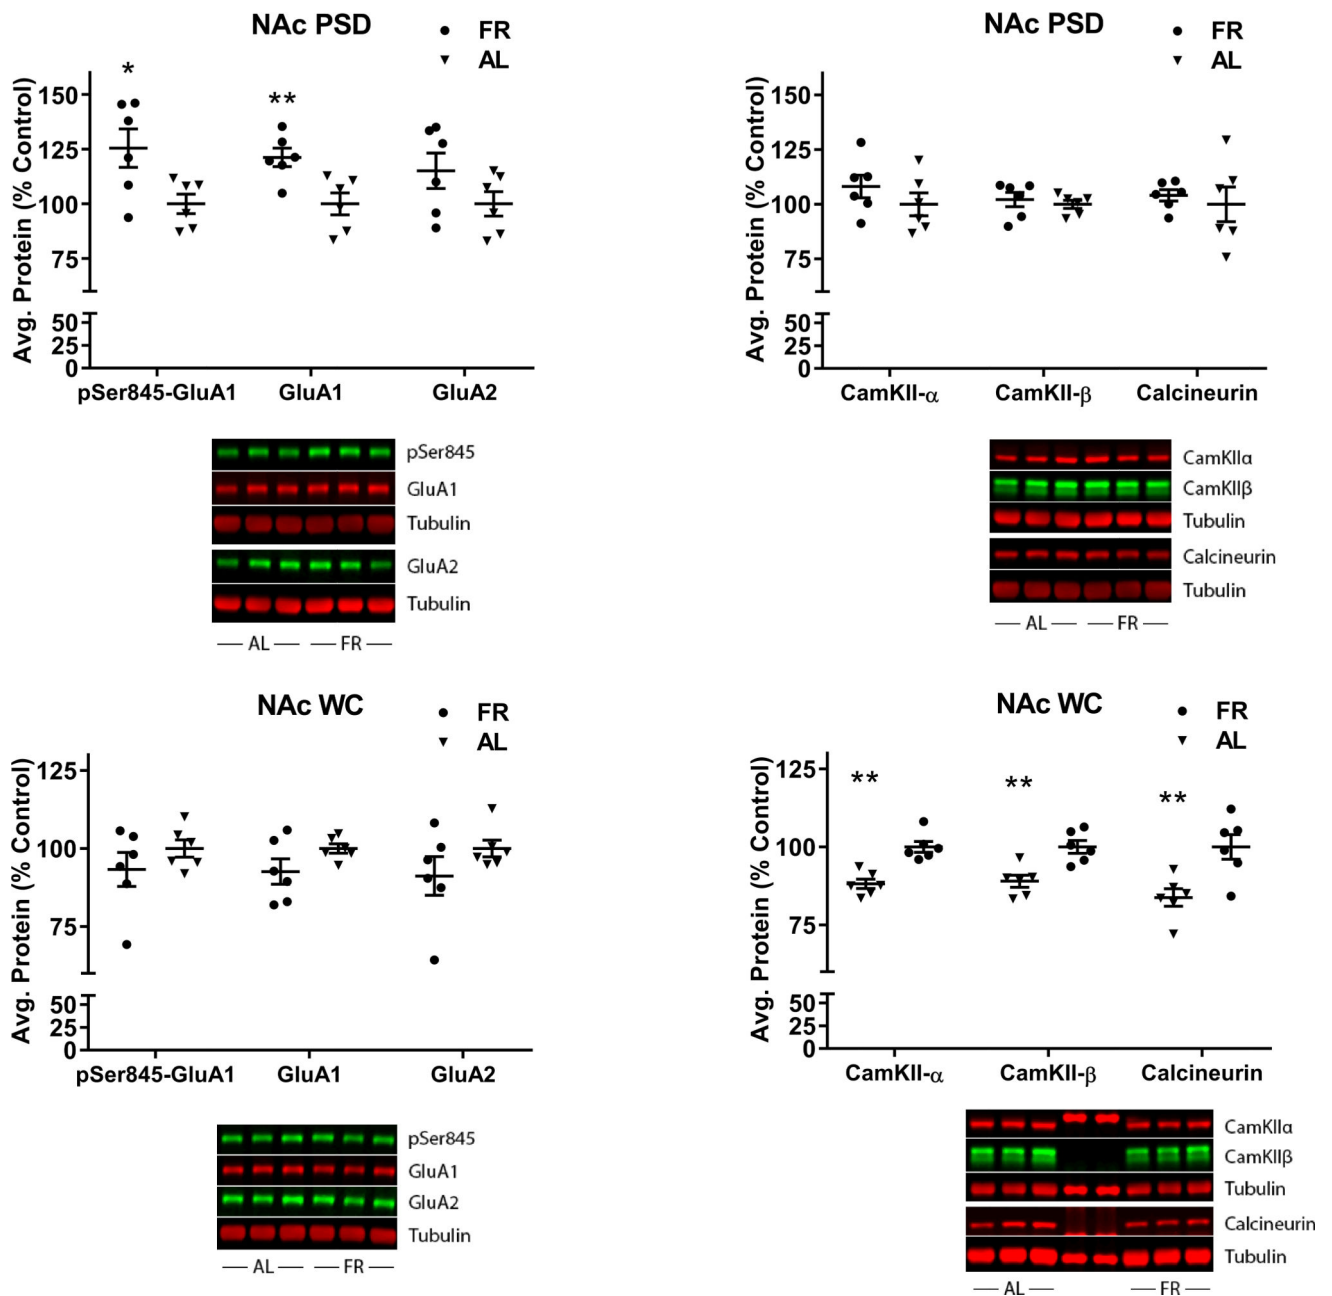 NAc PSD
FR
AL
*
**
Avg. Protein (% Control)
150
125
100
75
50
25
0
pSer845-GluA1 GluA1 GluA2
pSer845
GluA1
Tubulin
GluA2
Tubulin
AL FR
NAc PSD
FR
AL
Avg. Protein (% Control)
150
125
100
75
50
25
0
CamKII-α CamKII-β Calcineurin
CamKIIα
CamKIIβ
Tubulin
Calcineurin
Tubulin
AL FR
NAc WC
FR
AL
Avg. Protein (% Control)
125
100
75
50
25
0
pSer845-GluA1 GluA1 GluA2
pSer845
GluA1
GluA2
Tubulin
AL FR
NAc WC
FR
AL
** ** **
Avg. Protein (% Control)
125
100
75
50
25
0
CamKII-α CamKII-β Calcineurin
CamKIIα
CamKIIβ
Tubulin
Calcineurin
Tubulin
AL FR